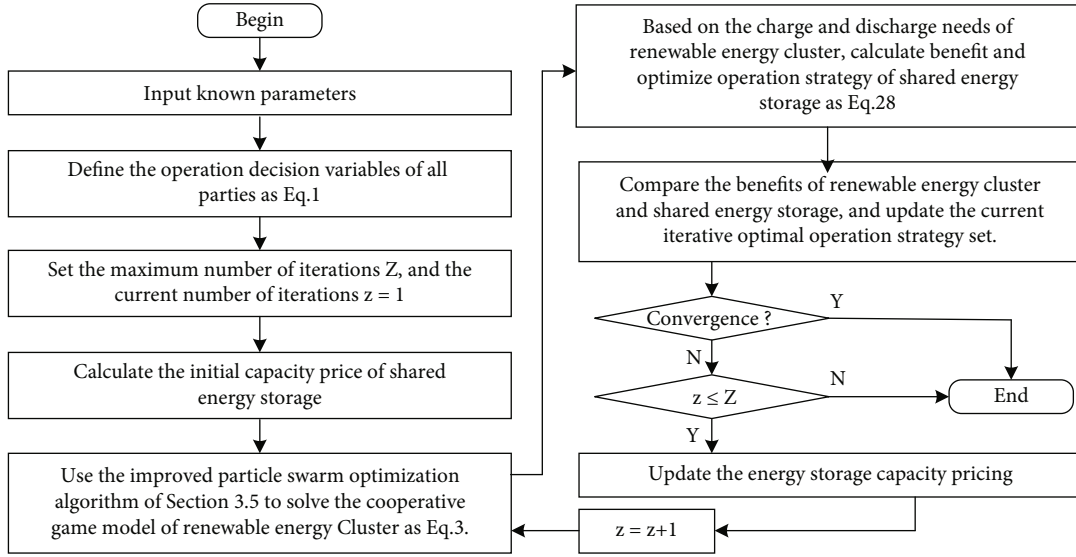 Begin
Input known parameters
Define the operation decision variables of all
parties as Eq.1
Set the maximum number of iterations Z, and the
current number of iterations z = 1
Calculate the initial capacity price of shared
energy storage
Use the improved particle swarm optimization
algorithm of Section 3.5 to solve the cooperative
game model of renewable energy Cluster as Eq.3.
Based on the charge and discharge needs of
renewable energy cluster, calculate benefit and
optimize operation strategy of shared energy
storage as Eq.28
Compare the benefits of renewable energy cluster
and shared energy storage, and update the current
iterative optimal operation strategy set.
Convergence ?
Y
N
z ≤ Z
N
End
Y
Update the energy storage capacity pricing
z = z+1